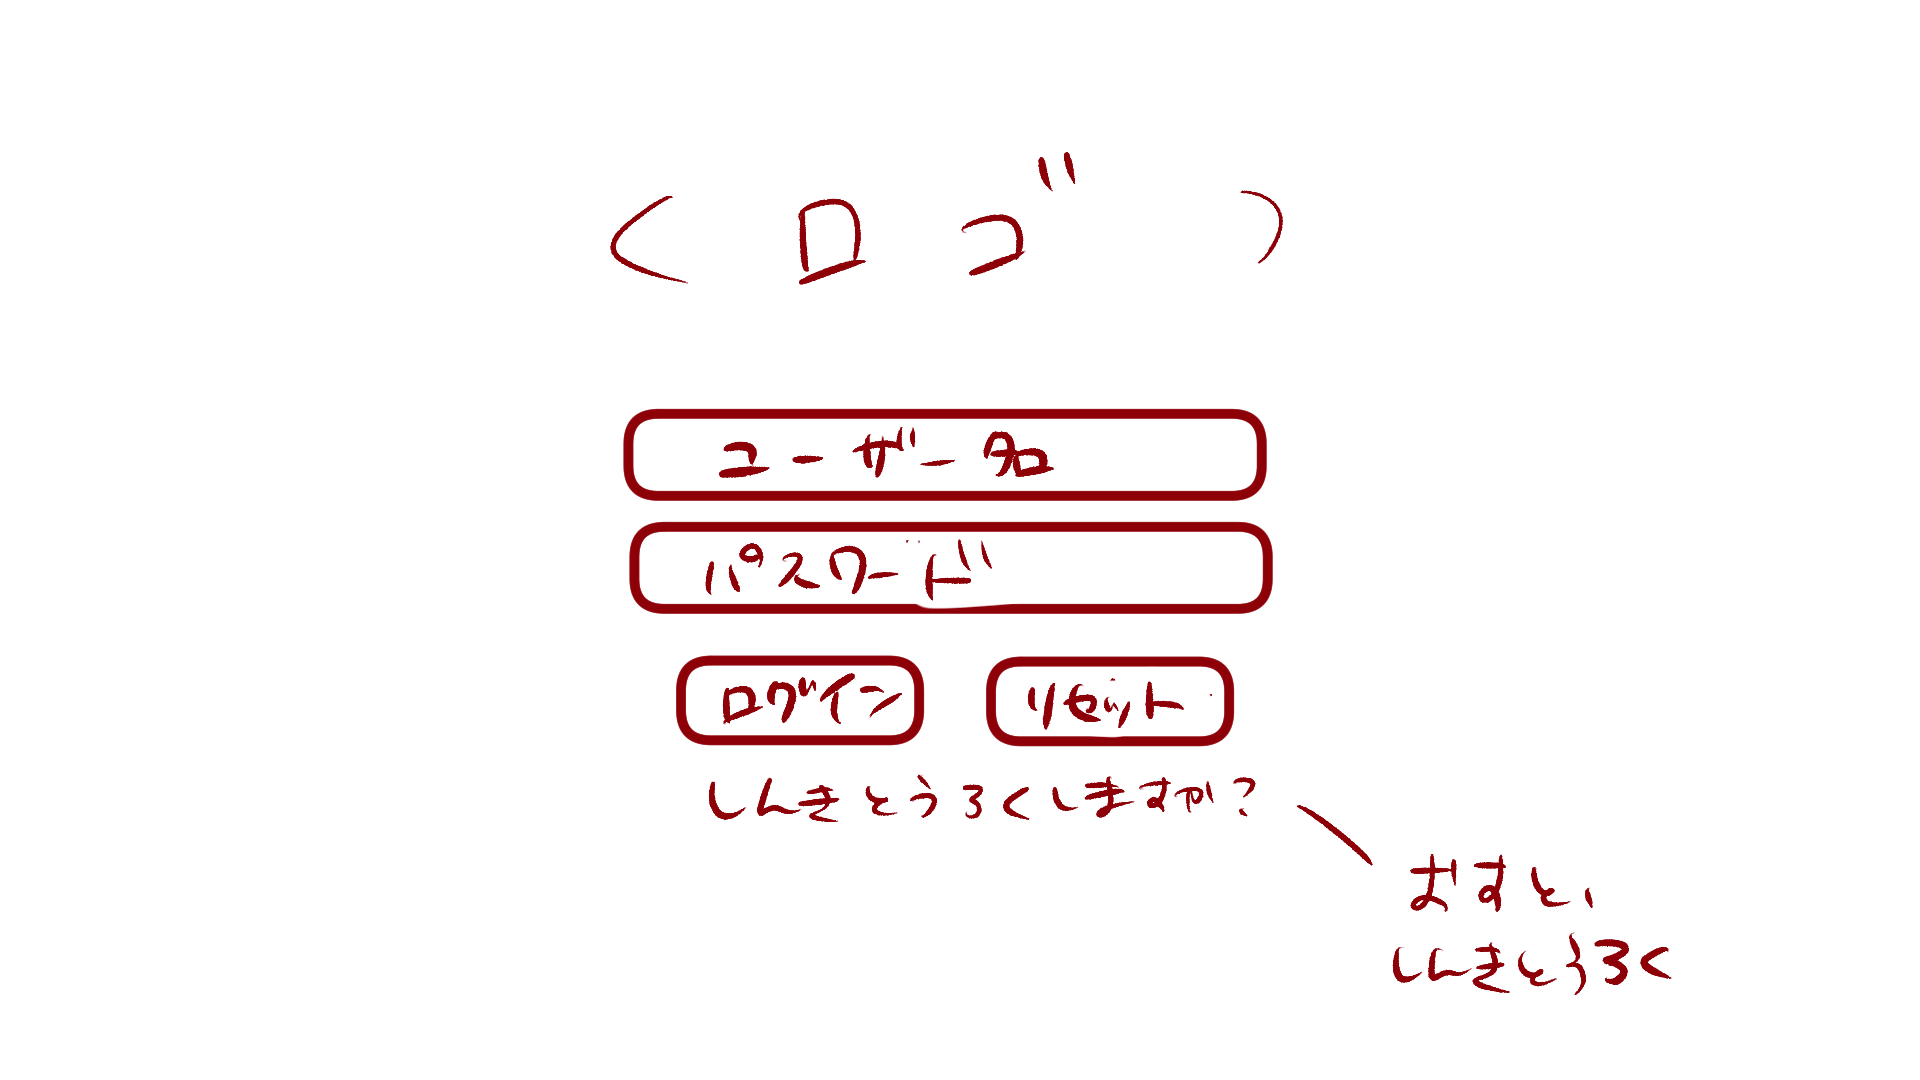 < ロゴ )
ユーザー名
パスワード
ログイン
リセット
しんきとうろくしますか?
おすと、
しんきとうろく